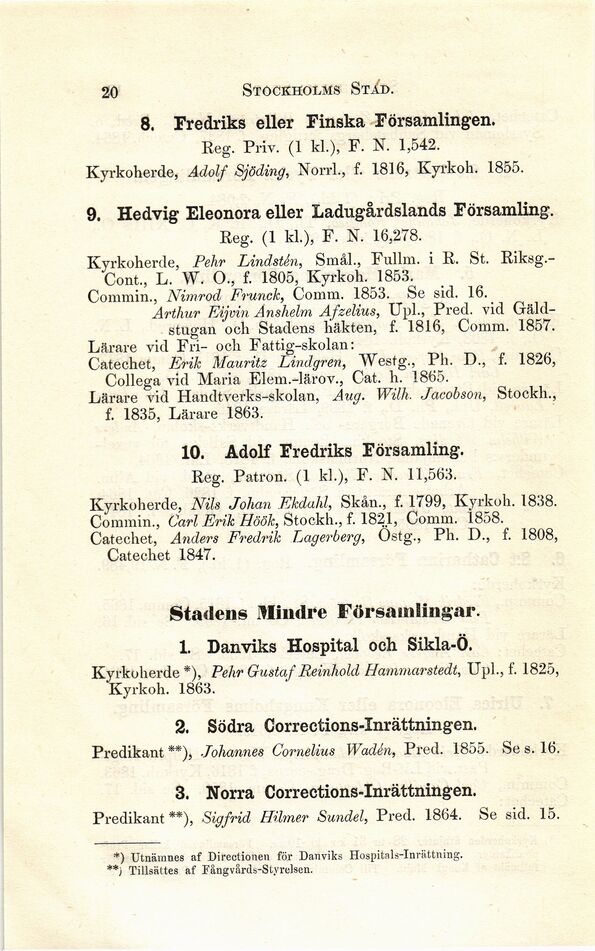 20 STOCKHOLMS STAD.
8. Fredriks eller Finska Församlingen.
Reg. Priv. (1 kl.), F. N. 1,542.
Kyrkoherde, Adolf Sjöding, Norrl., f. 1816, Kyrkoh. 1855.
9. Hedvig Eleonora eller Ladugårdslands Församling.
Reg. (1 kl.), F. N. 16,278.
Kyrkoherde, Pehr Lindstén, Smål., Fullm. i R. St. Riksg.-
Cont., L. W. O., f. 1805, Kyrkoh. 1853.
Commin., Nimrod Frunck, Comm. 1853. Se sid. 16.
Arthur Eijvin Anshelm Afzelius, Upl., Pred. vid Gäld-
stugan och Stadens häkten, f. 1816, Comm. 1857.
Lärare vid Fri- och Fattig-skolan:
Catechet, Erik Mauritz Lindgren, Westg., Ph. D., f. 1826,
Collega vid Maria Elem.-lärov., Cat. h. 1865.
Lärare vid Handtverks-skolan, Aug. Wilh. Jacobson, Stockh.,
f. 1835, Lärare 1863.
10. Adolf Fredriks Församling.
Reg. Patron. (1 kl.), F. N. 11,563.
Kyrkoherde, Nils Johan Ekdahl, Skån., f. 1799, Kyrkoh. 1838.
Commin., Carl Erik Höök, Stockh., f. 1821, Comm. 1858.
Catechet, Anders Fredrik Lagerberg, Östg., Ph. D., f. 1808,
Catechet 1847.
Stadens Mindre Församlingar.
1. Danviks Hospital och Sikla-Ö.
Kyrkoherde *), Pehr Gustaf Reinhold Hammarstedt, Upl., f. 1825,
Kyrkoh. 1863.
2. Södra Corrections-Inrättningen.
Predikant **), Johannes Cornelius Wadén, Pred. 1855. Se s. 16.
3. Norra Corrections-Inrättningen.
Predikant **), Sigfrid Hilmer Sundel, Pred. 1864. Se sid. 15.
*) Utnämnes af Directionen för Danviks Hospitals-Inrättning.
**) Tillsättes af Fångvårds-Styrelsen.